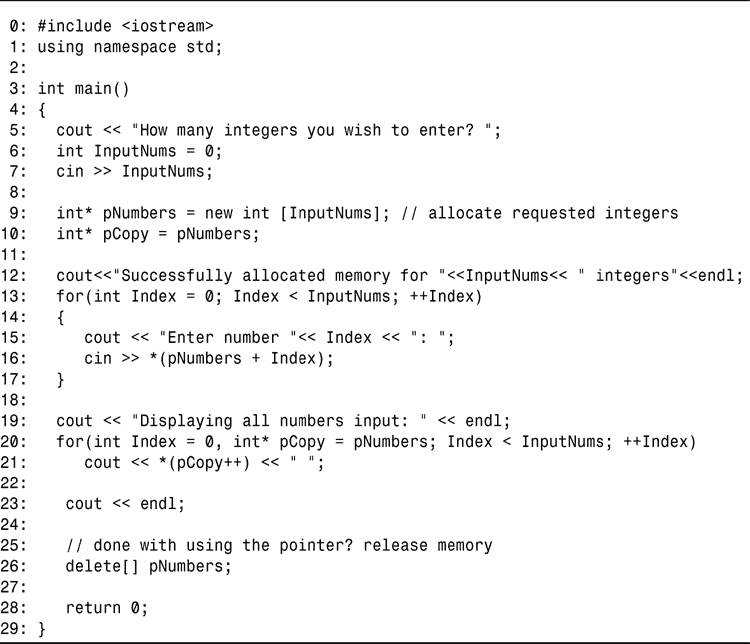 0: #include <iostream>
1: using namespace std;
2:
3: int main()
4: {
5:   cout << "How many integers you wish to enter? ";
6:   int InputNums = 0;
7:   cin >> InputNums;
8:
9:   int* pNumbers = new int [InputNums]; // allocate requested integers
10:   int* pCopy = pNumbers;
11:
12:   cout<<"Successfully allocated memory for "<<InputNums<< " integers"<<endl;
13:   for(int Index = 0; Index < InputNums; ++Index)
14:   {
15:      cout << "Enter number "<< Index << ": ";
16:      cin >> *(pNumbers + Index);
17:   }
18:
19:   cout << "Displaying all numbers input: " << endl;
20:   for(int Index = 0, int* pCopy = pNumbers; Index < InputNums; ++Index)
21:      cout << *(pCopy++) << " ";
22:
23:    cout << endl;
24:
25:    // done with using the pointer? release memory
26:    delete[] pNumbers;
27:
28:    return 0;
29: }